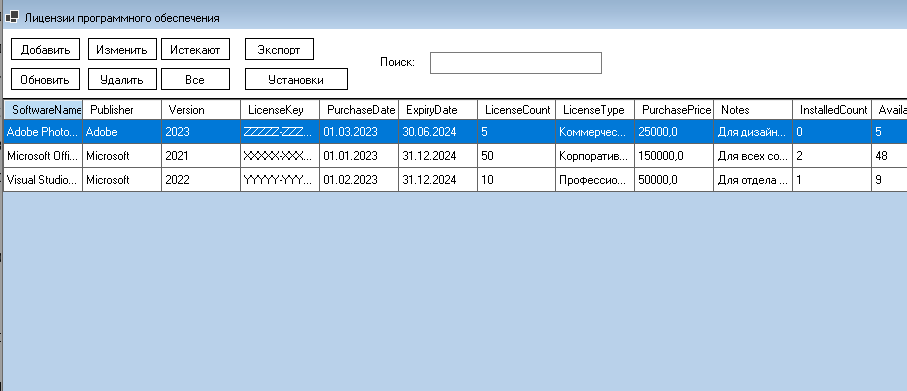 Лицензии программного обеспечения
Добавить Изменить Истекают Экспорт
Поиск:
Обновить Удалить Все Установки
SoftwareName Publisher Version LicenseKey PurchaseDate ExpiryDate LicenseCount LicenseType PurchasePrice Notes InstalledCount Availa
Adobe Photo... Adobe 2023 ZZZZZ-ZZZ... 01.03.2023 30.06.2024 5 Коммерчес... 25000,0 Для дизайн... 0 5
Microsoft Offi... Microsoft 2021 XXXXX-XXX... 01.01.2023 31.12.2024 50 Корпоратив... 150000,0 Для всех со... 2 48
Visual Studio... Microsoft 2022 YYYYY-YYY... 01.02.2023 31.12.2024 10 Профессио... 50000,0 Для отдела ... 1 9